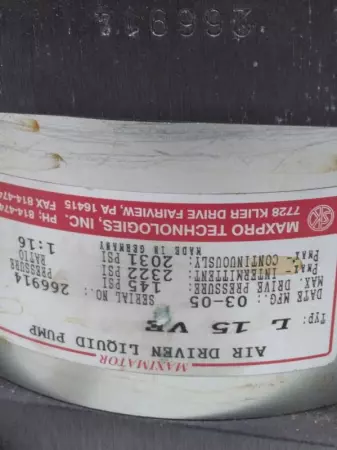 MAXIMATOR
AIR DRIVEN LIQUID PUMP
TYP: L 15 VE
DATE MFG 03-05 SERIAL NO 266914
MAX. DRIVE PRESSURE: 145 PSI PRESSURE
PMAX INTERMITTENT 2322 PSI RATIO
PMAX CONTINUOUSLY 2031 PSI 1:16
MADE IN GERMANY
MAXPRO TECHNOLOGIES, INC. PH: 814-474
7728 KLIER DRIVE FAIRVIEW, PA 16415 FAX 814-474
266914